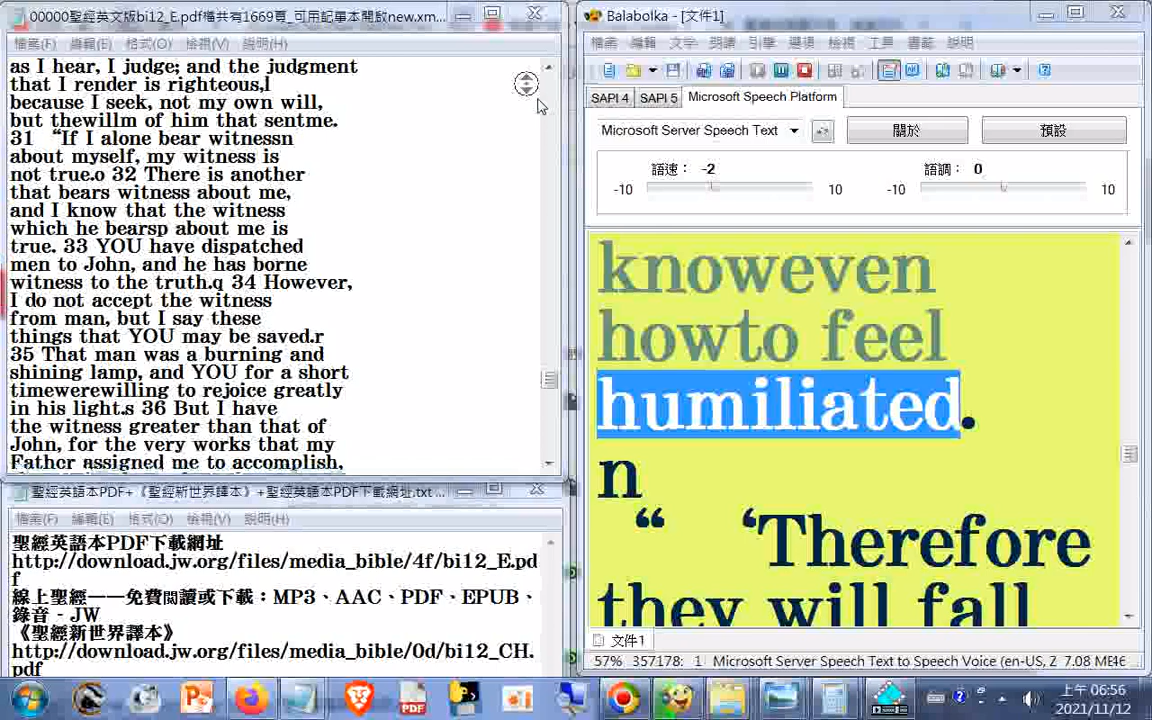 00000聖經英文版bi12_E.pdf檔共有1669頁_可用記事本開啟new.xm...
檔案(F) 編輯(E) 格式(O) 檢視(V) 說明(H)
as I hear, I judge; and the judgment
that I render is righteous,l
because I seek, not my own will,
but thewillm of him that sentme.
31 “If I alone bear witnessn
about myself, my witness is
not true.o 32 There is another
that bears witness about me,
and I know that the witness
which he bearsp about me is
true. 33 YOU have dispatched
men to John, and he has borne
witness to the truth.q 34 However,
I do not accept the witness
from man, but I say these
things that YOU may be saved.r
35 That man was a burning and
shining lamp, and YOU for a short
timewerewilling to rejoice greatly
in his light.s 36 But I have
the witness greater than that of
John, for the very works that my
Father assigned me to accomplish,
聖經英語本PDF+《聖經新世界譯本》+聖經英語本PDF下載網址.txt ...
檔案(F) 編輯(E) 格式(O) 檢視(V) 說明(H)
聖經英語本PDF下載網址
http://download.jw.org/files/media_bible/4f/bi12_E.pd
f
線上聖經——免費閱讀或下載：MP3、AAC、PDF、EPUB、
錄音 - JW
《聖經新世界譯本》
http://download.jw.org/files/media_bible/0d/bi12_CH.
pdf
Balabolka - [文件1]
檔案 編輯 文字 朗讀 引擎 選項 檢視 工具 書籤 說明
SAPI 4 SAPI 5 Microsoft Speech Platform
Microsoft Server Speech Text 關於 預設
語速： -2 語調： 0
-10 10 -10 10
knoweven
howto feel
humiliated.
n
“ ‘Therefore
they will fall
文件1
57% 357178: 1 Microsoft Server Speech Text to Speech Voice (en-US, Z 7.08 ME46
上午 06:56
2021/11/12